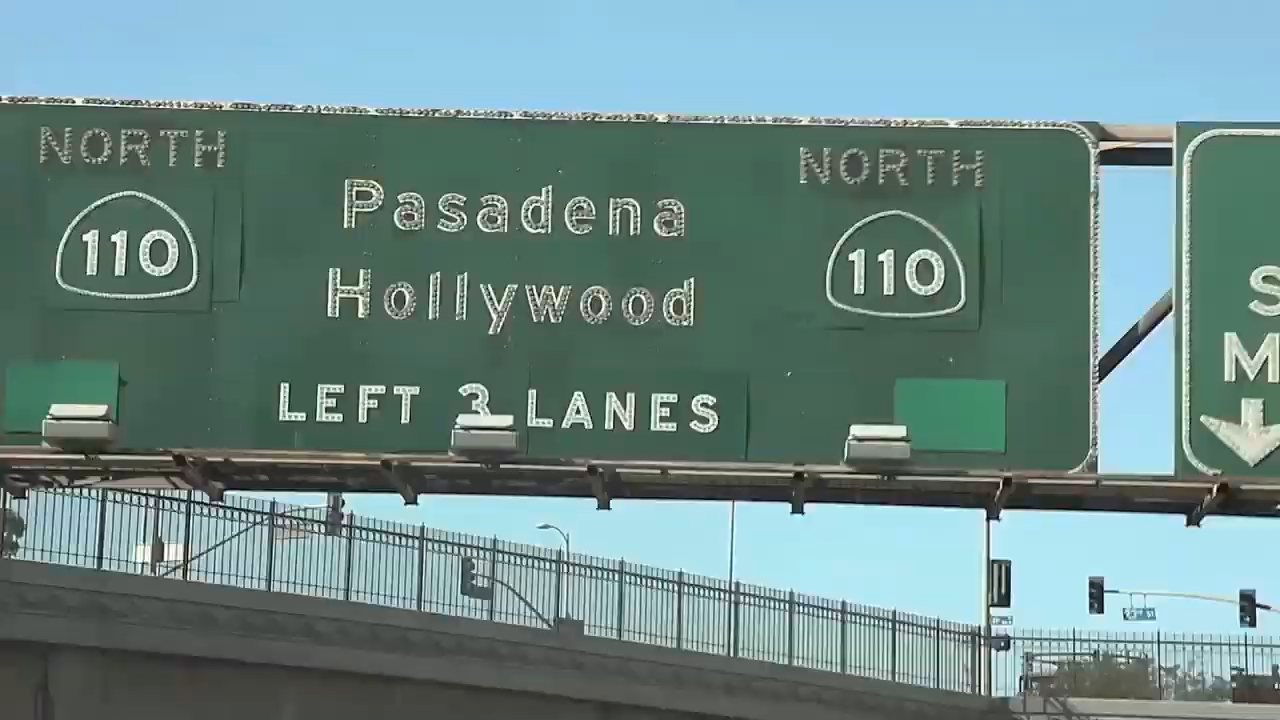 NORTH
110
Pasadena
Hollywood
LEFT 3 LANES
NORTH
110
S
M